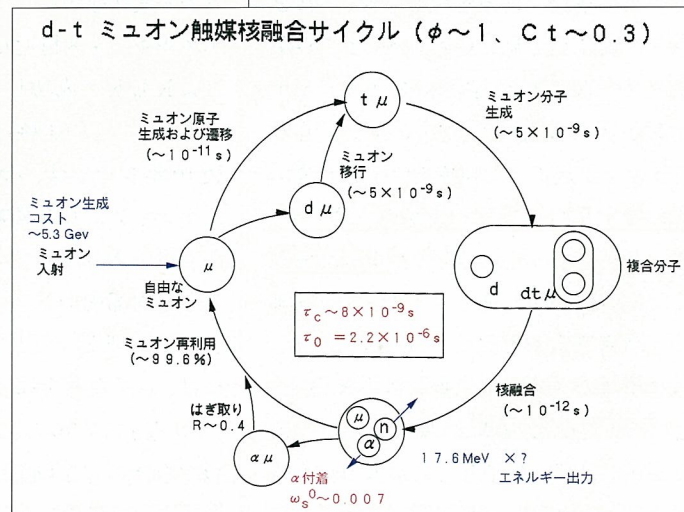 d-t ミュオン触媒核融合サイクル (φ～1、Ct～0.3)
t μ
ミュオン原子
生成および遷移
(～10⁻¹¹s)
ミュオン分子
生成
(～5×10⁻⁹s)
ミュオン
移行
(～5×10⁻⁹s)
d μ
ミュオン生成
コスト
～5.3 Gev
ミュオン
入射
μ
自由な
ミュオン
d
dtμ
複合分子
τc～8×10⁻⁹s
τ0 =2.2×10⁻⁶s
ミュオン再利用
(～99.6%)
核融合
(～10⁻¹²s)
はぎ取り
R～0.4
μ
n
α
α μ
17.6MeV ×?
エネルギー出力
α付着
ωs⁰～0.007